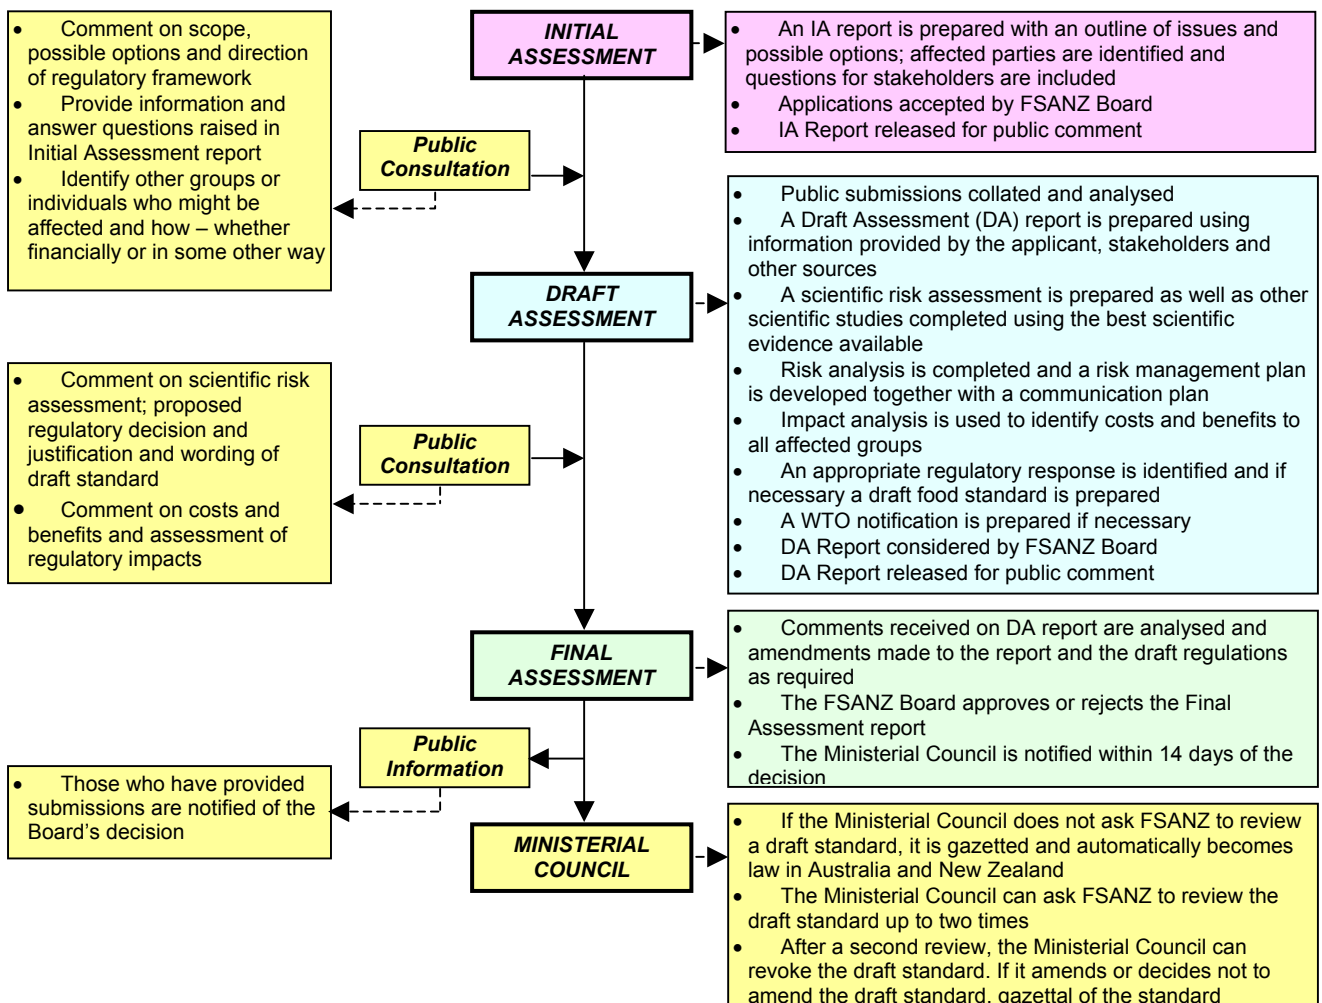 • Comment on scope,
possible options and direction
of regulatory framework
• Provide information and
answer questions raised in
Initial Assessment report
• Identify other groups or
individuals who might be
affected and how – whether
financially or in some other way
Public
Consultation
INITIAL
ASSESSMENT
• An IA report is prepared with an outline of issues and
possible options; affected parties are identified and
questions for stakeholders are included
• Applications accepted by FSANZ Board
• IA Report released for public comment
DRAFT
ASSESSMENT
• Public submissions collated and analysed
• A Draft Assessment (DA) report is prepared using
information provided by the applicant, stakeholders and
other sources
• A scientific risk assessment is prepared as well as other
scientific studies completed using the best scientific
evidence available
• Risk analysis is completed and a risk management plan
is developed together with a communication plan
• Impact analysis is used to identify costs and benefits to
all affected groups
• An appropriate regulatory response is identified and if
necessary a draft food standard is prepared
• A WTO notification is prepared if necessary
• DA Report considered by FSANZ Board
• DA Report released for public comment
• Comment on scientific risk
assessment; proposed
regulatory decision and
justification and wording of
draft standard
• Comment on costs and
benefits and assessment of
regulatory impacts
Public
Consultation
FINAL
ASSESSMENT
• Comments received on DA report are analysed and
amendments made to the report and the draft regulations
as required
• The FSANZ Board approves or rejects the Final
Assessment report
• The Ministerial Council is notified within 14 days of the
decision
Public
Information
• Those who have provided
submissions are notified of the
Board's decision
MINISTERIAL
COUNCIL
• If the Ministerial Council does not ask FSANZ to review
a draft standard, it is gazetted and automatically becomes
law in Australia and New Zealand
• The Ministerial Council can ask FSANZ to review the
draft standard up to two times
• After a second review, the Ministerial Council can
revoke the draft standard. If it amends or decides not to
amend the draft standard, gazettal of the standard